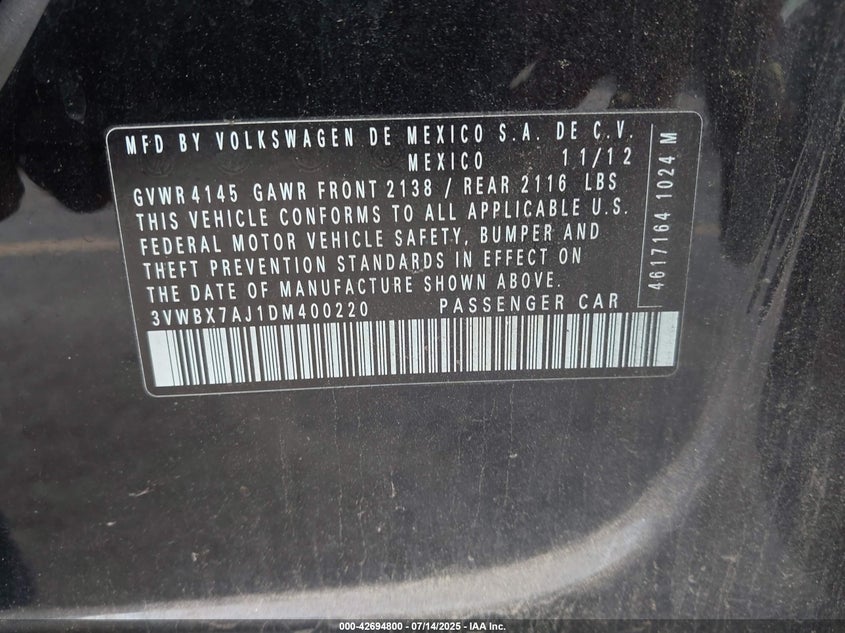 MFD BY VOLKSWAGEN DE MEXICO S.A. DE C.V.
MEXICO 11/12
GVWR 4145 GAWR FRONT 2138 / REAR 2116 LBS
THIS VEHICLE CONFORMS TO ALL APPLICABLE U.S.
FEDERAL MOTOR VEHICLE SAFETY, BUMPER AND
THEFT PREVENTION STANDARDS IN EFFECT ON
THE DATE OF MANUFACTURE SHOWN ABOVE.
3VWBX7AJ1DM400220 PASSENGER CAR
4617164 1024 M
000-42694800 - 07/14/2025 - IAA Inc.